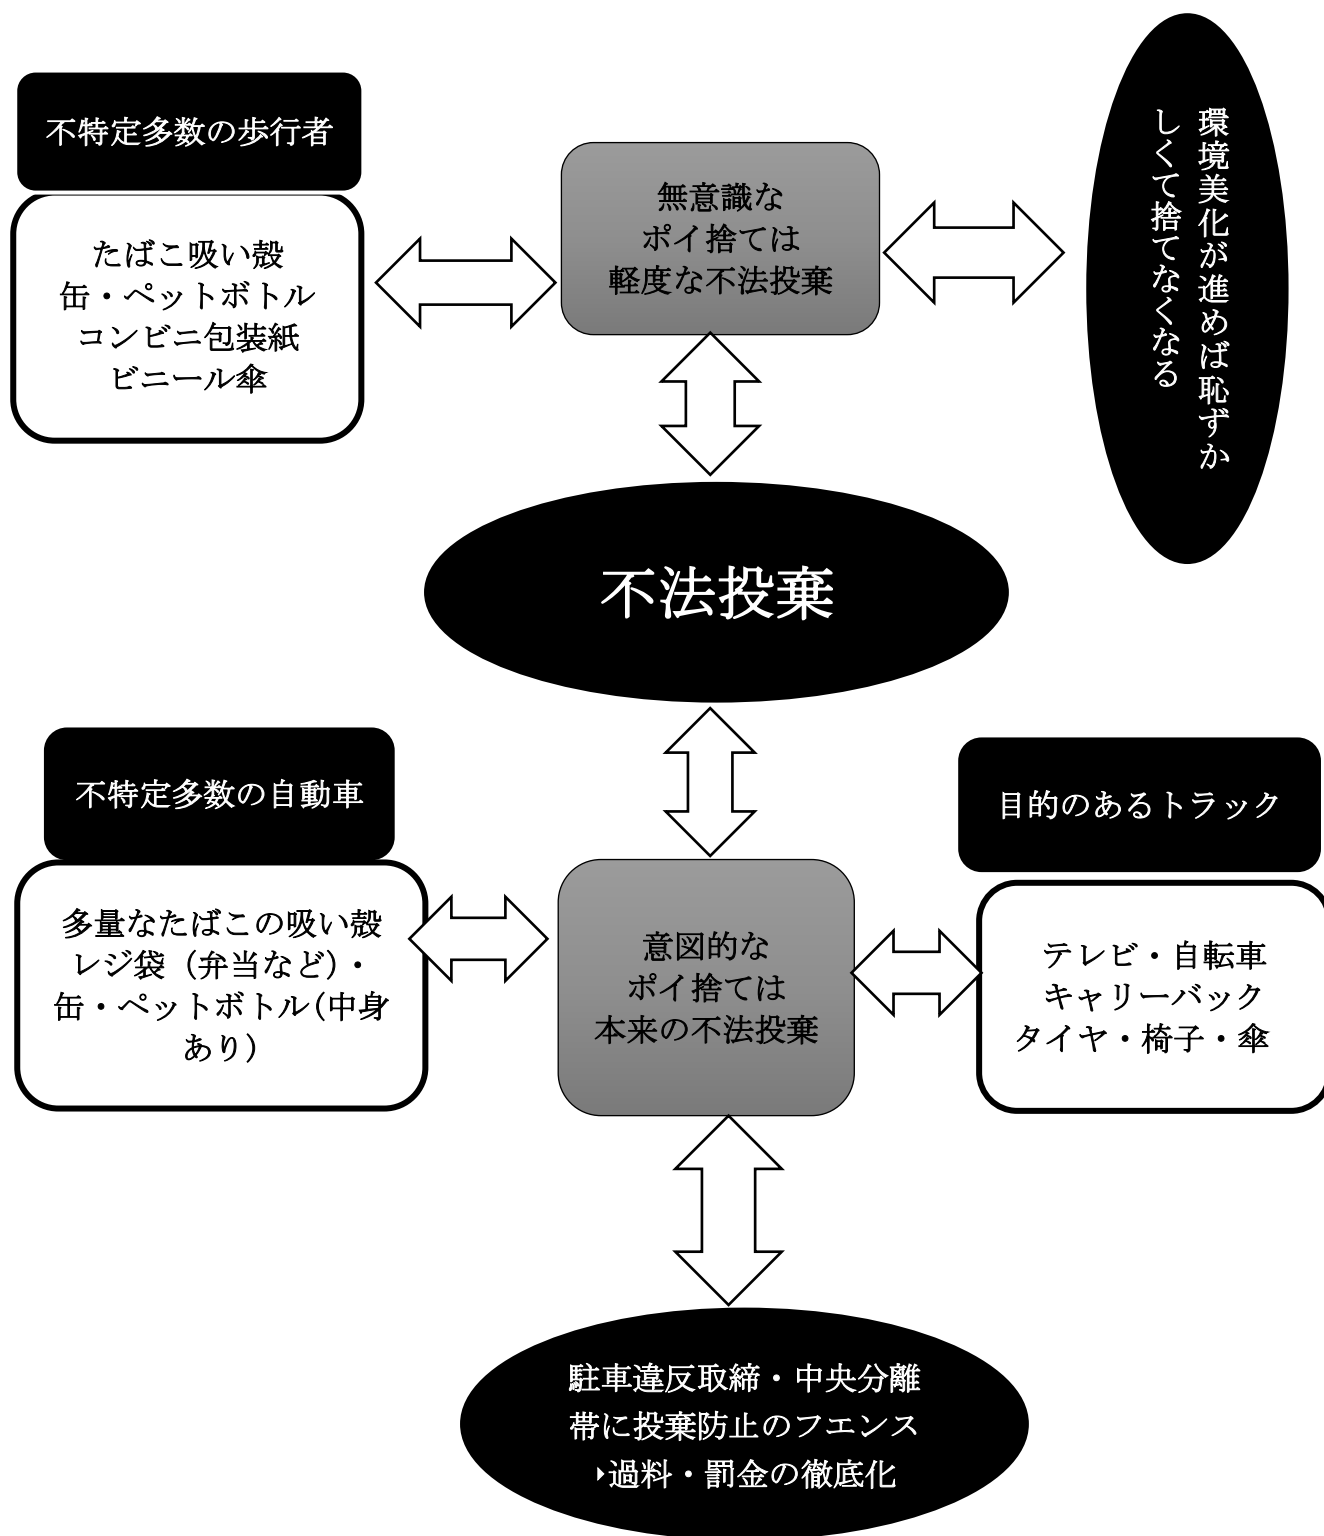 不特定多数の歩行者
たばこ吸い殻
缶・ペットボトル
コンビニ包装紙
ビニール傘
無意識な
ポイ捨ては
軽度な不法投棄
環境美化が進めば恥ずか
しくて捨てなくなる
不法投棄
不特定多数の自動車
多量なたばこの吸い殻
レジ袋（弁当など）・
缶・ペットボトル(中身
あり）
意図的な
ポイ捨ては
本来の不法投棄
目的のあるトラック
テレビ・自転車
キャリーバック
タイヤ・椅子・傘
駐車違反取締・中央分離
帯に投棄防止のフエンス
▸過料・罰金の徹底化